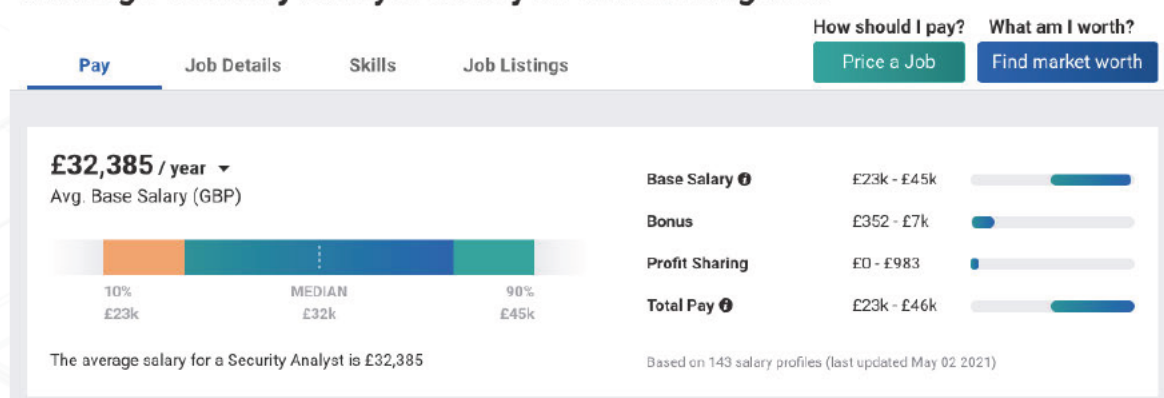 How should I pay? What am I worth?
Pay Job Details Skills Job Listings Price a Job Find market worth
£32,385 / year
Avg. Base Salary (GBP)
10% MEDIAN 90%
£23k £32k £45k
The average salary for a Security Analyst is £32,385
Base Salary £23k - £45k
Bonus £352 - £7k
Profit Sharing £0 - £983
Total Pay £23k - £46k
Based on 143 salary profiles (last updated May 02 2021)